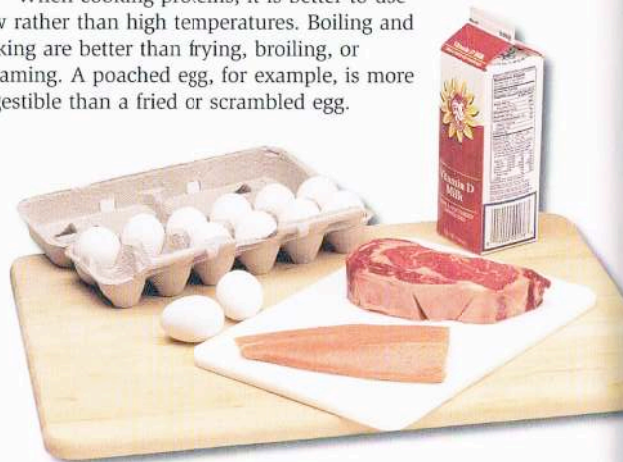 When cooking proteins, it is better to use
w rather than high temperatures. Boiling and
king are better than frying, broiling, or
aming. A poached egg, for example, is more
gestible than a fried or scrambled egg.
Vitamin D
Milk